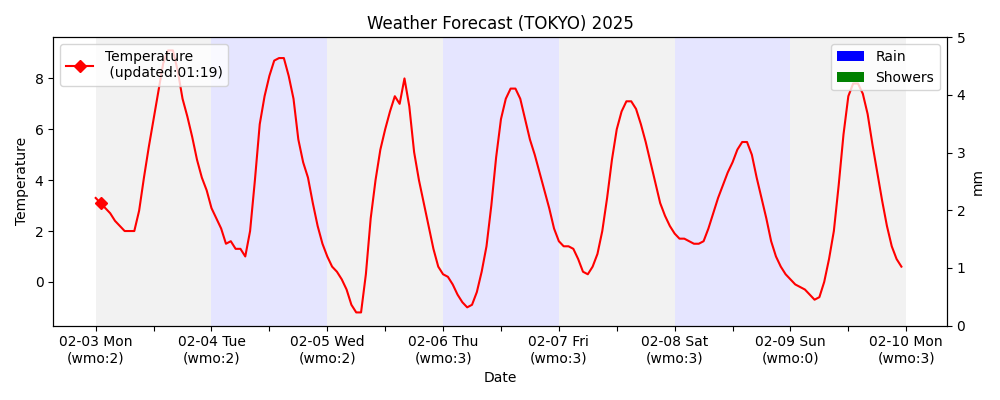 Weather Forecast (TOKYO) 2025
Temperature
(updated:01:19)
Rain
Showers
Temperature
8
6
4
2
0
5
4
3
2
1
0
mm
02-03 Mon
(wmo:2)
02-04 Tue
(wmo:2)
02-05 Wed
(wmo:2)
02-06 Thu
(wmo:3)
02-07 Fri
(wmo:3)
02-08 Sat
(wmo:3)
02-09 Sun
(wmo:0)
02-10 Mon
(wmo:3)
Date